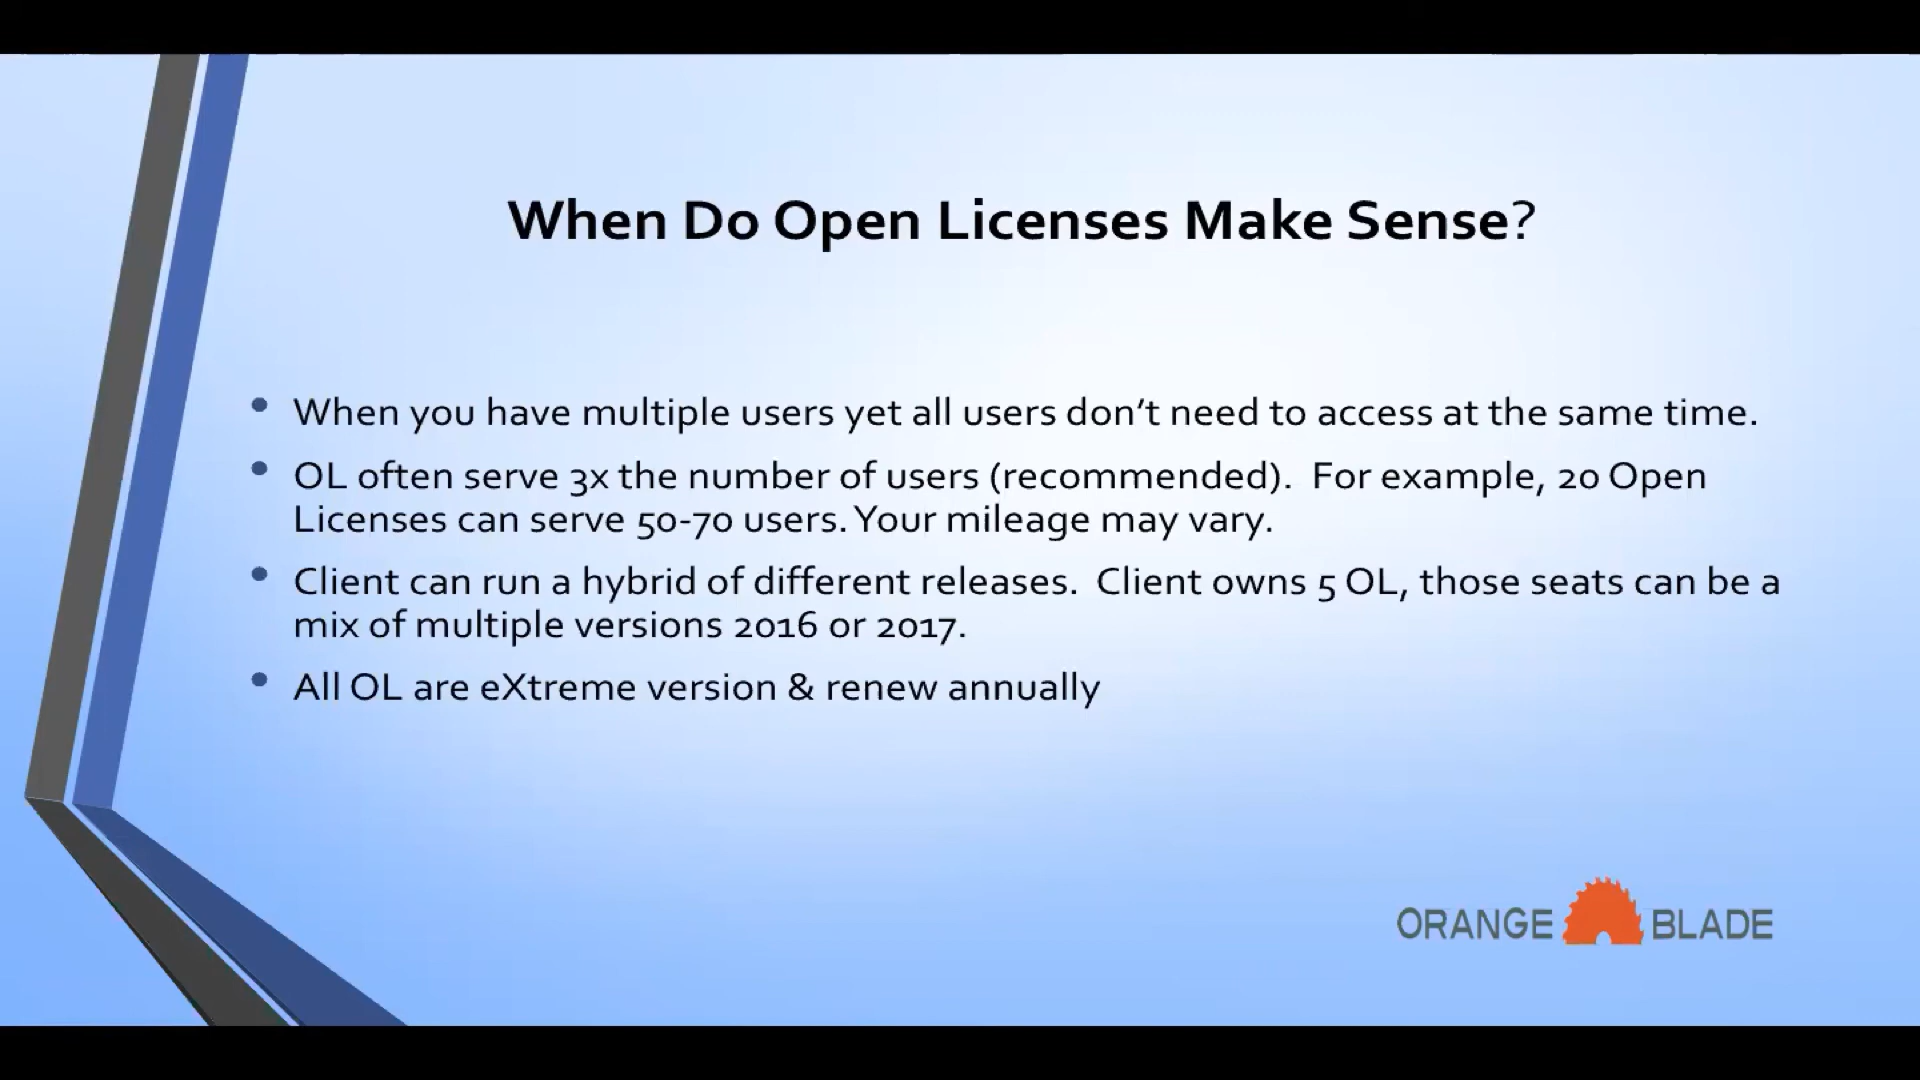 When Do Open Licenses Make Sense?
• When you have multiple users yet all users don’t need to access at the same time.
• OL often serve 3x the number of users (recommended).  For example, 20 Open
Licenses can serve 50-70 users. Your mileage may vary.
• Client can run a hybrid of different releases.  Client owns 5 OL, those seats can be a
mix of multiple versions 2016 or 2017.
• All OL are eXtreme version & renew annually
ORANGE BLADE